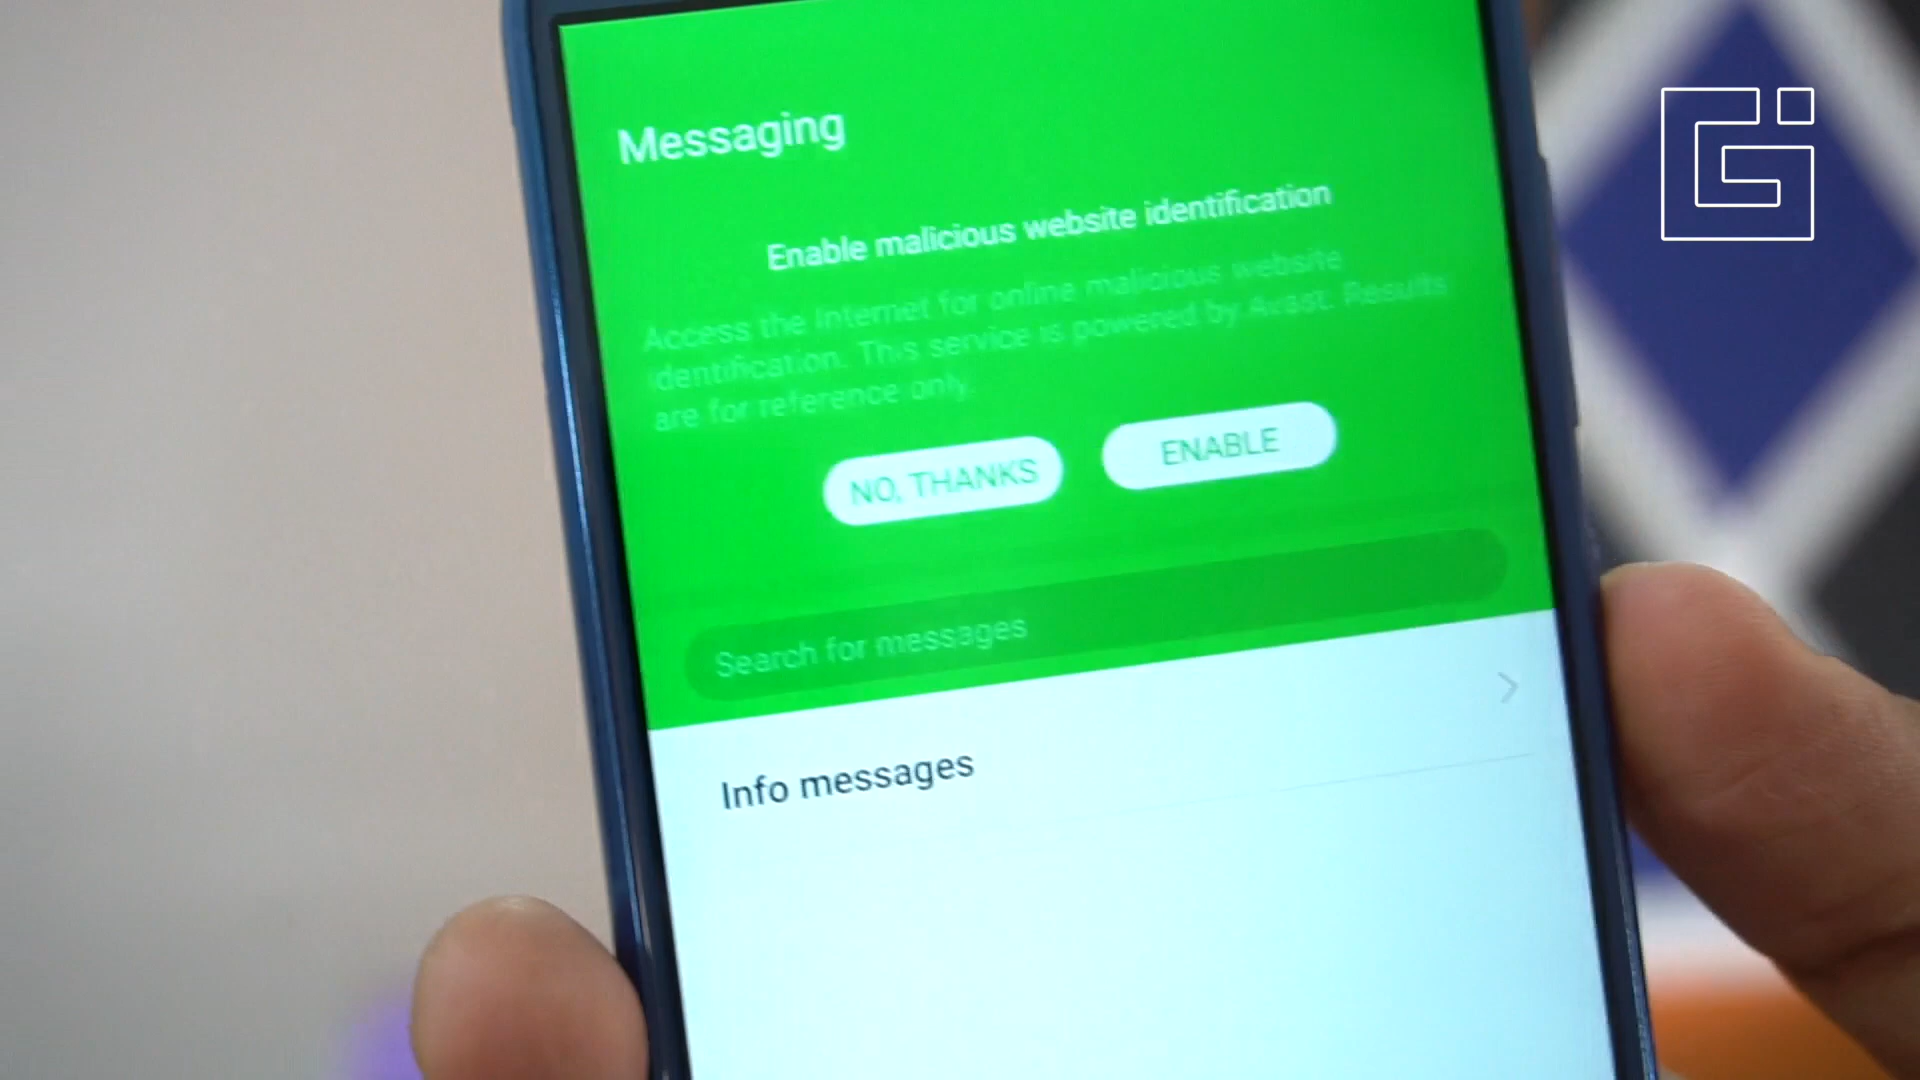 Messaging
Enable malicious website identification
Access the Internet for online malicious website
identification. This service is powered by Avast. Results
are for reference only.
NO, THANKS
ENABLE
Search for messages
Info messages